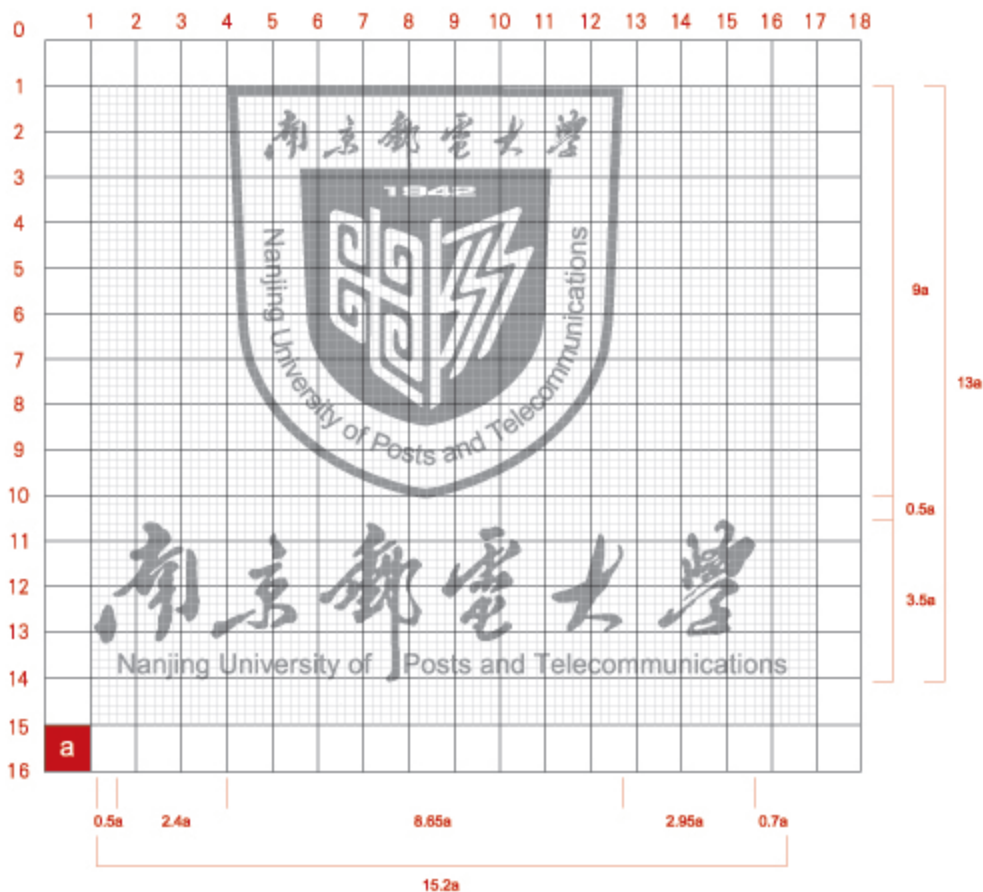 0 1 2 3 4 5 6 7 8 9 10 11 12 13 14 15 16 17 18
1
2
3
4
5
6
7
8
9
10
11
12
13
14
15
16
南京郵電大學
1942
Nanjing University of Posts and Telecommunications
南京郵電大學
Nanjing University of Posts and Telecommunications
a
9a
13a
0.5a
3.5a
0.5a 2.4a 8.65a 2.95a 0.7a
15.2a